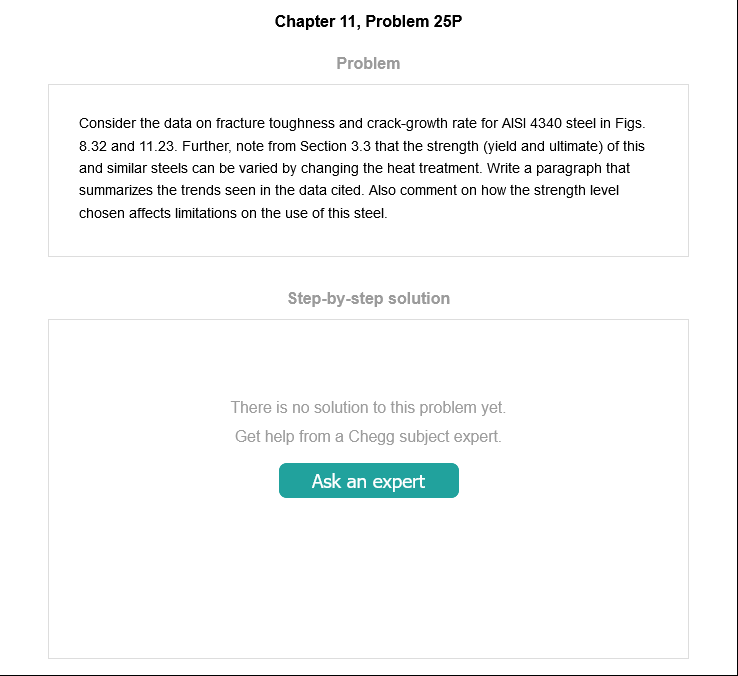 Chapter 11, Problem 25P
Problem
Consider the data on fracture toughness and crack-growth rate for AISI 4340 steel in Figs.
8.32 and 11.23. Further, note from Section 3.3 that the strength (yield and ultimate) of this
and similar steels can be varied by changing the heat treatment. Write a paragraph that
summarizes the trends seen in the data cited. Also comment on how the strength level
chosen affects limitations on the use of this steel.
Step-by-step solution
There is no solution to this problem yet.
Get help from a Chegg subject expert.
Ask an expert